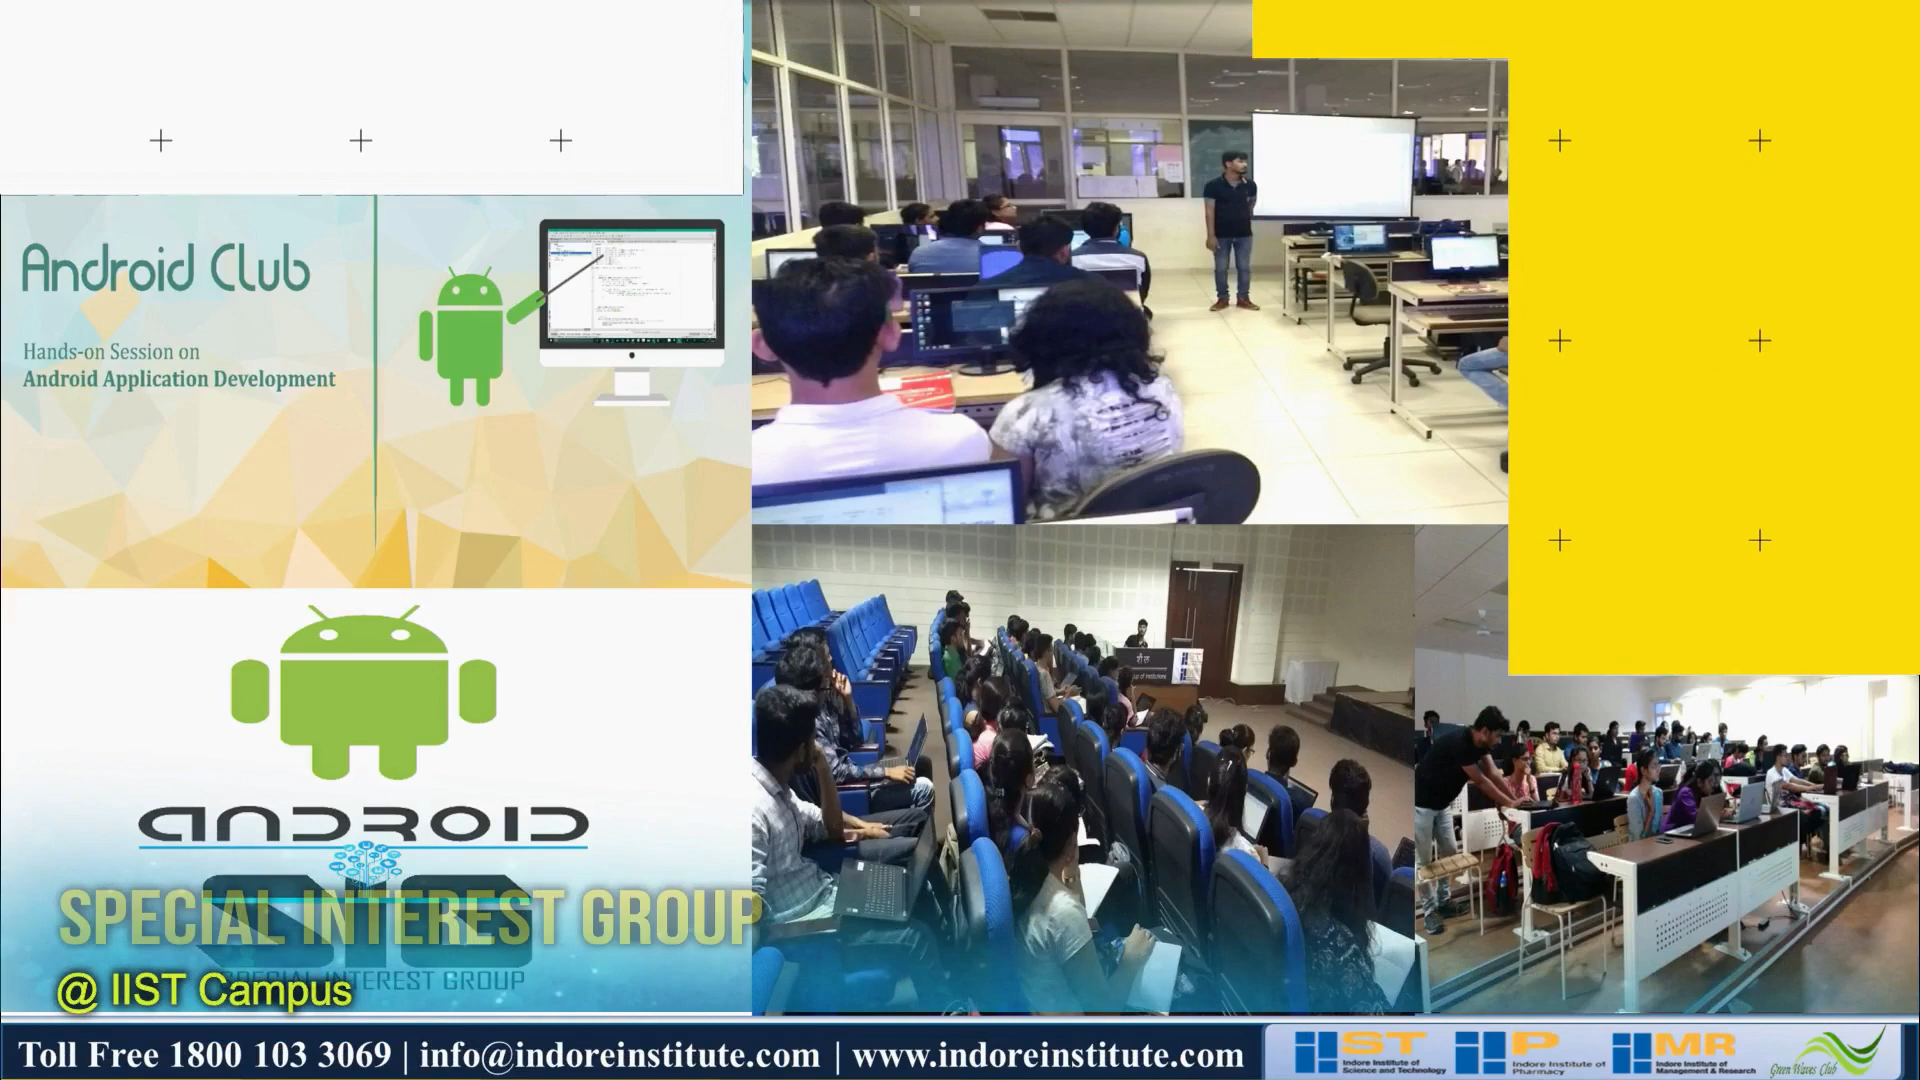 Android Club
Hands-on Session on
Android Application Development
ANDROID
SIG
SPECIAL INTEREST GROUP
SPECIAL INTEREST GROUP
@ IIST Campus
Toll Free 1800 103 3069 | info@indoreinstitute.com | www.indoreinstitute.com
IIST
Indore Institute of
Science and Technology
IIP
Indore Institute of
Pharmacy
IIMR
Indore Institute of
Management & Research
Green Waves Club